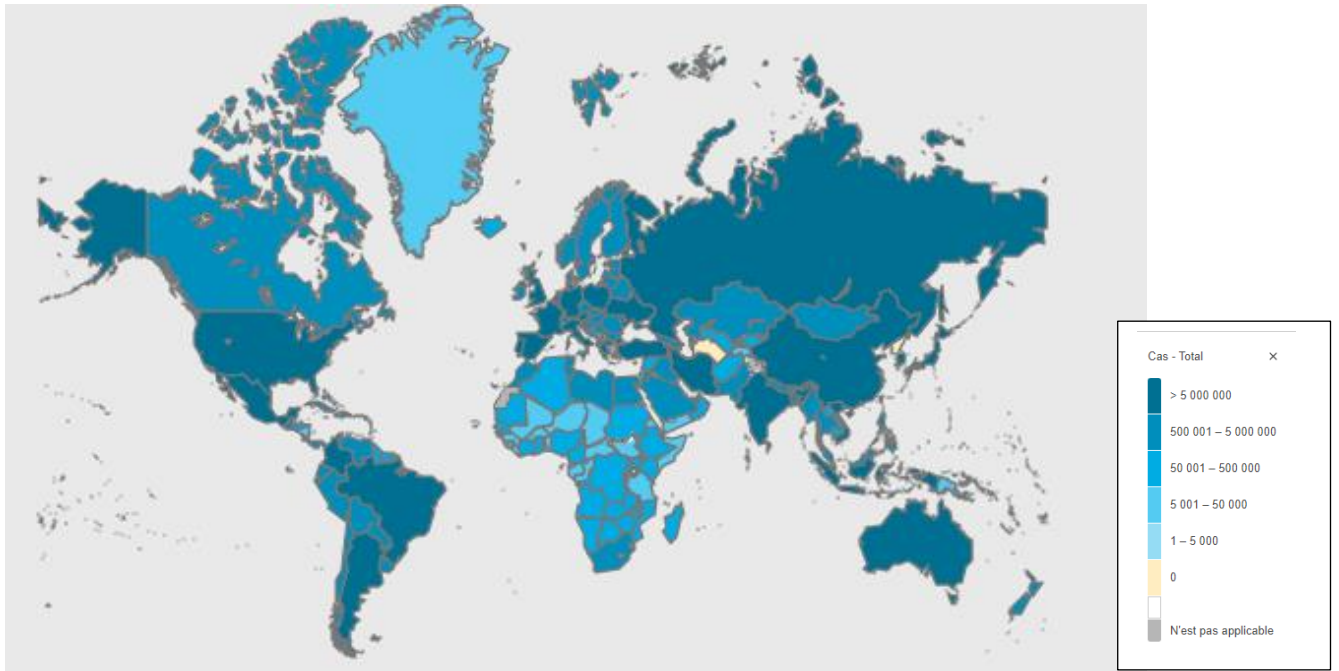 Cas - Total ×
> 5 000 000
500 001 – 5 000 000
50 001 – 500 000
5 001 – 50 000
1 – 5 000
0
N'est pas applicable